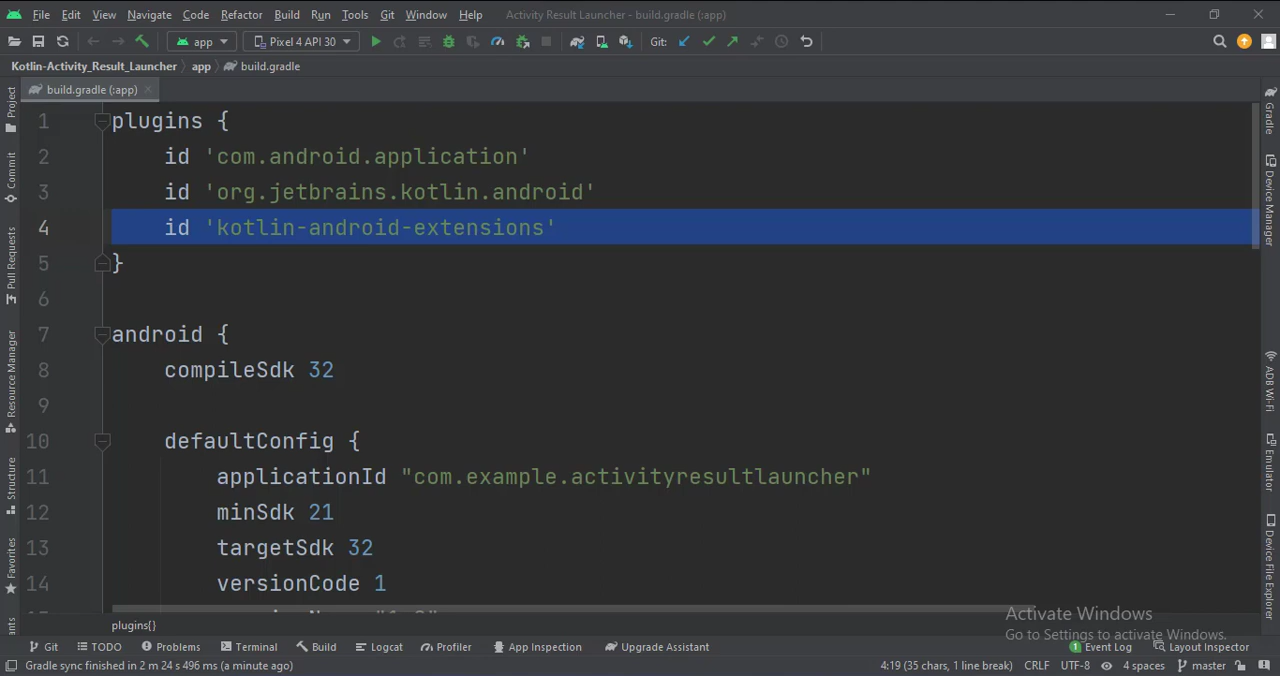 File Edit View Navigate Code Refactor Build Run Tools Git Window Help Activity Result Launcher - build.gradle (:app)
app Pixel 4 API 30 Git:
Kotlin-Activity_Result_Launcher app build.gradle
build.gradle (:app)
Project
Commit
Pull Requests
Resource Manager
Structure
Favorites
1 plugins {
2 id 'com.android.application'
3 id 'org.jetbrains.kotlin.android'
4 id 'kotlin-android-extensions'
5 }
6
7 android {
8 compileSdk 32
9
10 defaultConfig {
11 applicationId "com.example.activityresultlauncher"
12 minSdk 21
13 targetSdk 32
14 versionCode 1
Gradle
Device Manager
ADB Wi-Fi
Emulator
Device File Explorer
Activate Windows
Go to Settings to activate Windows.
plugins{}
Git TODO Problems Terminal Build Logcat Profiler App Inspection Upgrade Assistant 1 Event Log Layout Inspector
Gradle sync finished in 2 m 24 s 496 ms (a minute ago) 4:19 (35 chars, 1 line break) CRLF UTF-8 4 spaces master